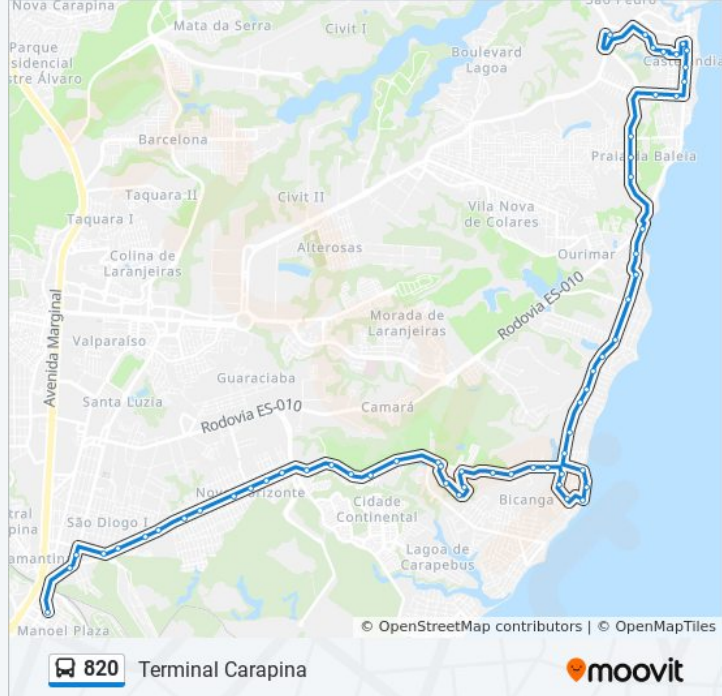 Nova Carapina
Mata da Serra
Civit I
São Pedro
Parque
Residencial
Mestre Álvaro
Boulevard
Lagoa
Castelândia
Barcelona
Praia da Baleia
Taquara II
Civit II
Taquara I
Vila Nova
de Colares
Alterosas
Colina de
Laranjeiras
Ourimar
Avenida Marginal
Morada de
Laranjeiras
Rodovia ES-010
Valparaíso
Guaraciaba
Santa Luzia
Camará
Rodovia ES-010
Novo Horizonte
Cidade
Continental
Bicanga
São Diogo I
Lagoa de
Carapebus
Manoel Plaza
© OpenStreetMap contributors | © OpenMapTiles
820 Terminal Carapina
moovit